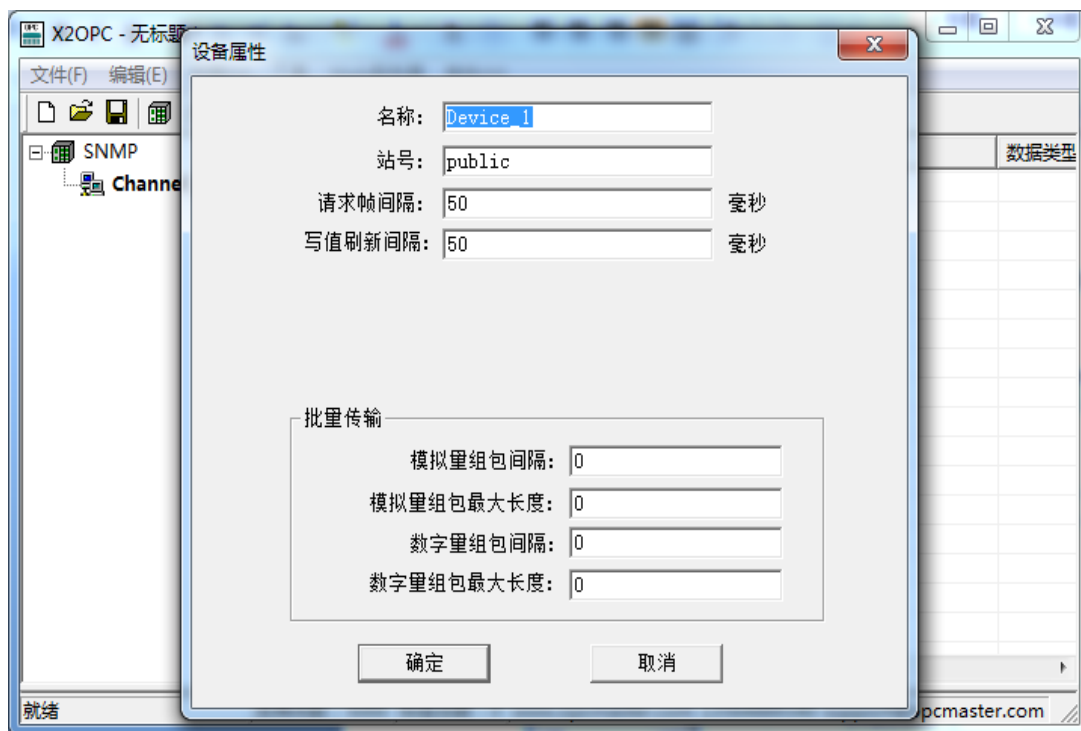 X2OPC - 无标题
设备属性
文件(F) 编辑(E)
名称: Device_1
站号: public
请求帧间隔: 50 毫秒
写值刷新间隔: 50 毫秒
SNMP
Channe
数据类型
批量传输
模拟量组包间隔: 0
模拟量组包最大长度: 0
数字量组包间隔: 0
数字量组包最大长度: 0
确定 取消
就绪
pcmaster.com